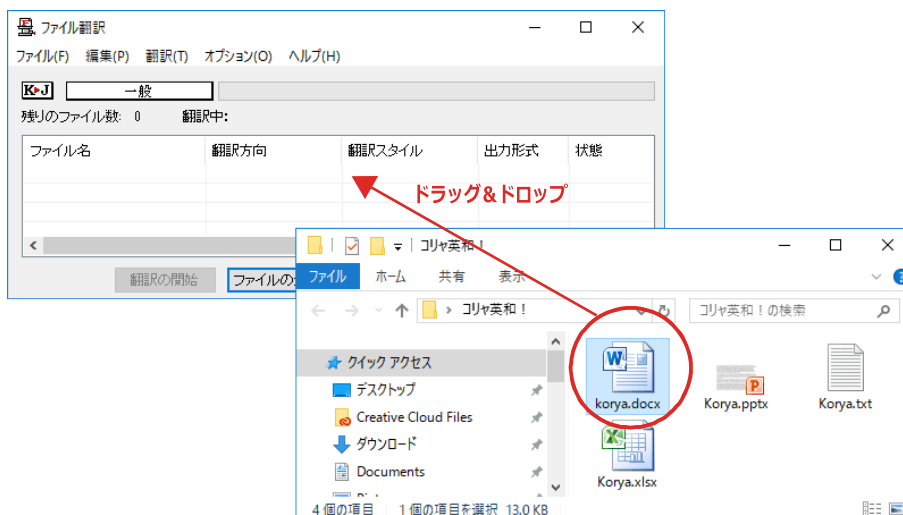 ファイル翻訳
ファイル(F) 編集(P) 翻訳(T) オプション(O) ヘルプ(H)
K▶J 一般
残りのファイル数: 0 翻訳中:
ファイル名 翻訳方向 翻訳スタイル 出力形式 状態
ドラッグ&ドロップ
翻訳の開始 ファイルの
コリャ英和!
ファイル ホーム 共有 表示
コリャ英和! コリャ英和!の検索
クイック アクセス
デスクトップ
Creative Cloud Files
ダウンロード
Documents
korya.docx Korya.pptx Korya.txt
Korya.xlsx
4 個の項目 1 個の項目を選択 13.0 KB